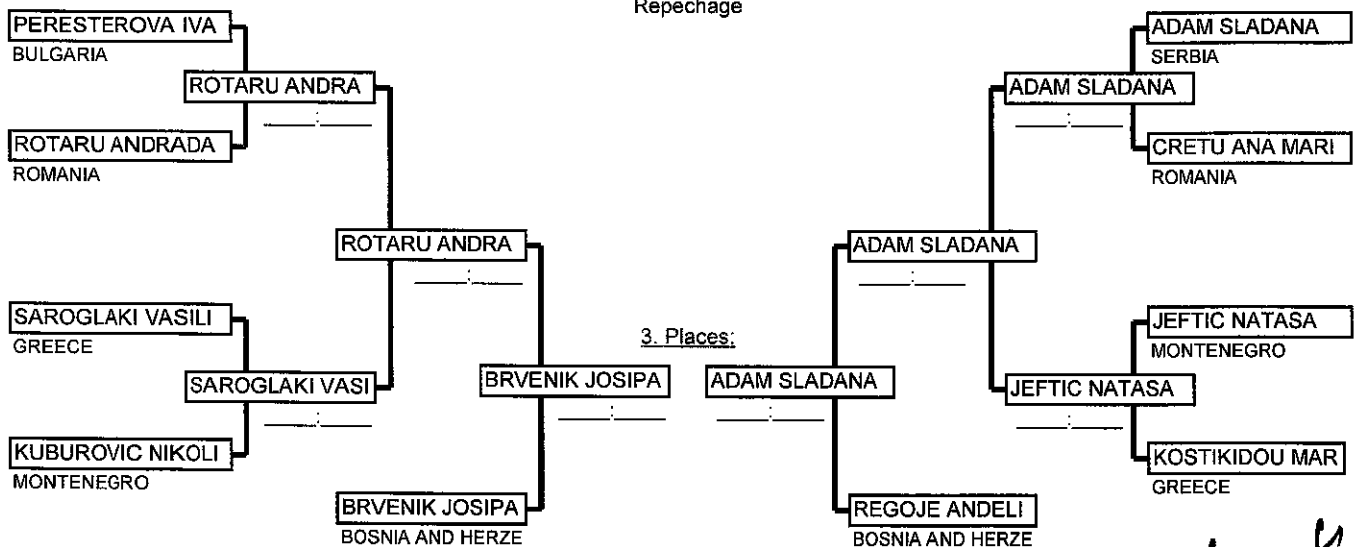 Repechage
PERESTEROVA IVA
BULGARIA
ROTARU ANDRA
ROTARU ANDRADA
ROMANIA
ROTARU ANDRA
SAROGLAKI VASILI
GREECE
SAROGLAKI VASI
KUBUROVIC NIKOLI
MONTENEGRO
BRVENIK JOSIPA
BRVENIK JOSIPA
BOSNIA AND HERZE
3. Places:
ADAM SLADANA
SERBIA
ADAM SLADANA
CRETU ANA MARI
ROMANIA
ADAM SLADANA
JEFTIC NATASA
MONTENEGRO
JEFTIC NATASA
KOSTIKIDOU MAR
GREECE
ADAM SLADANA
REGOJE ANDELI
BOSNIA AND HERZE